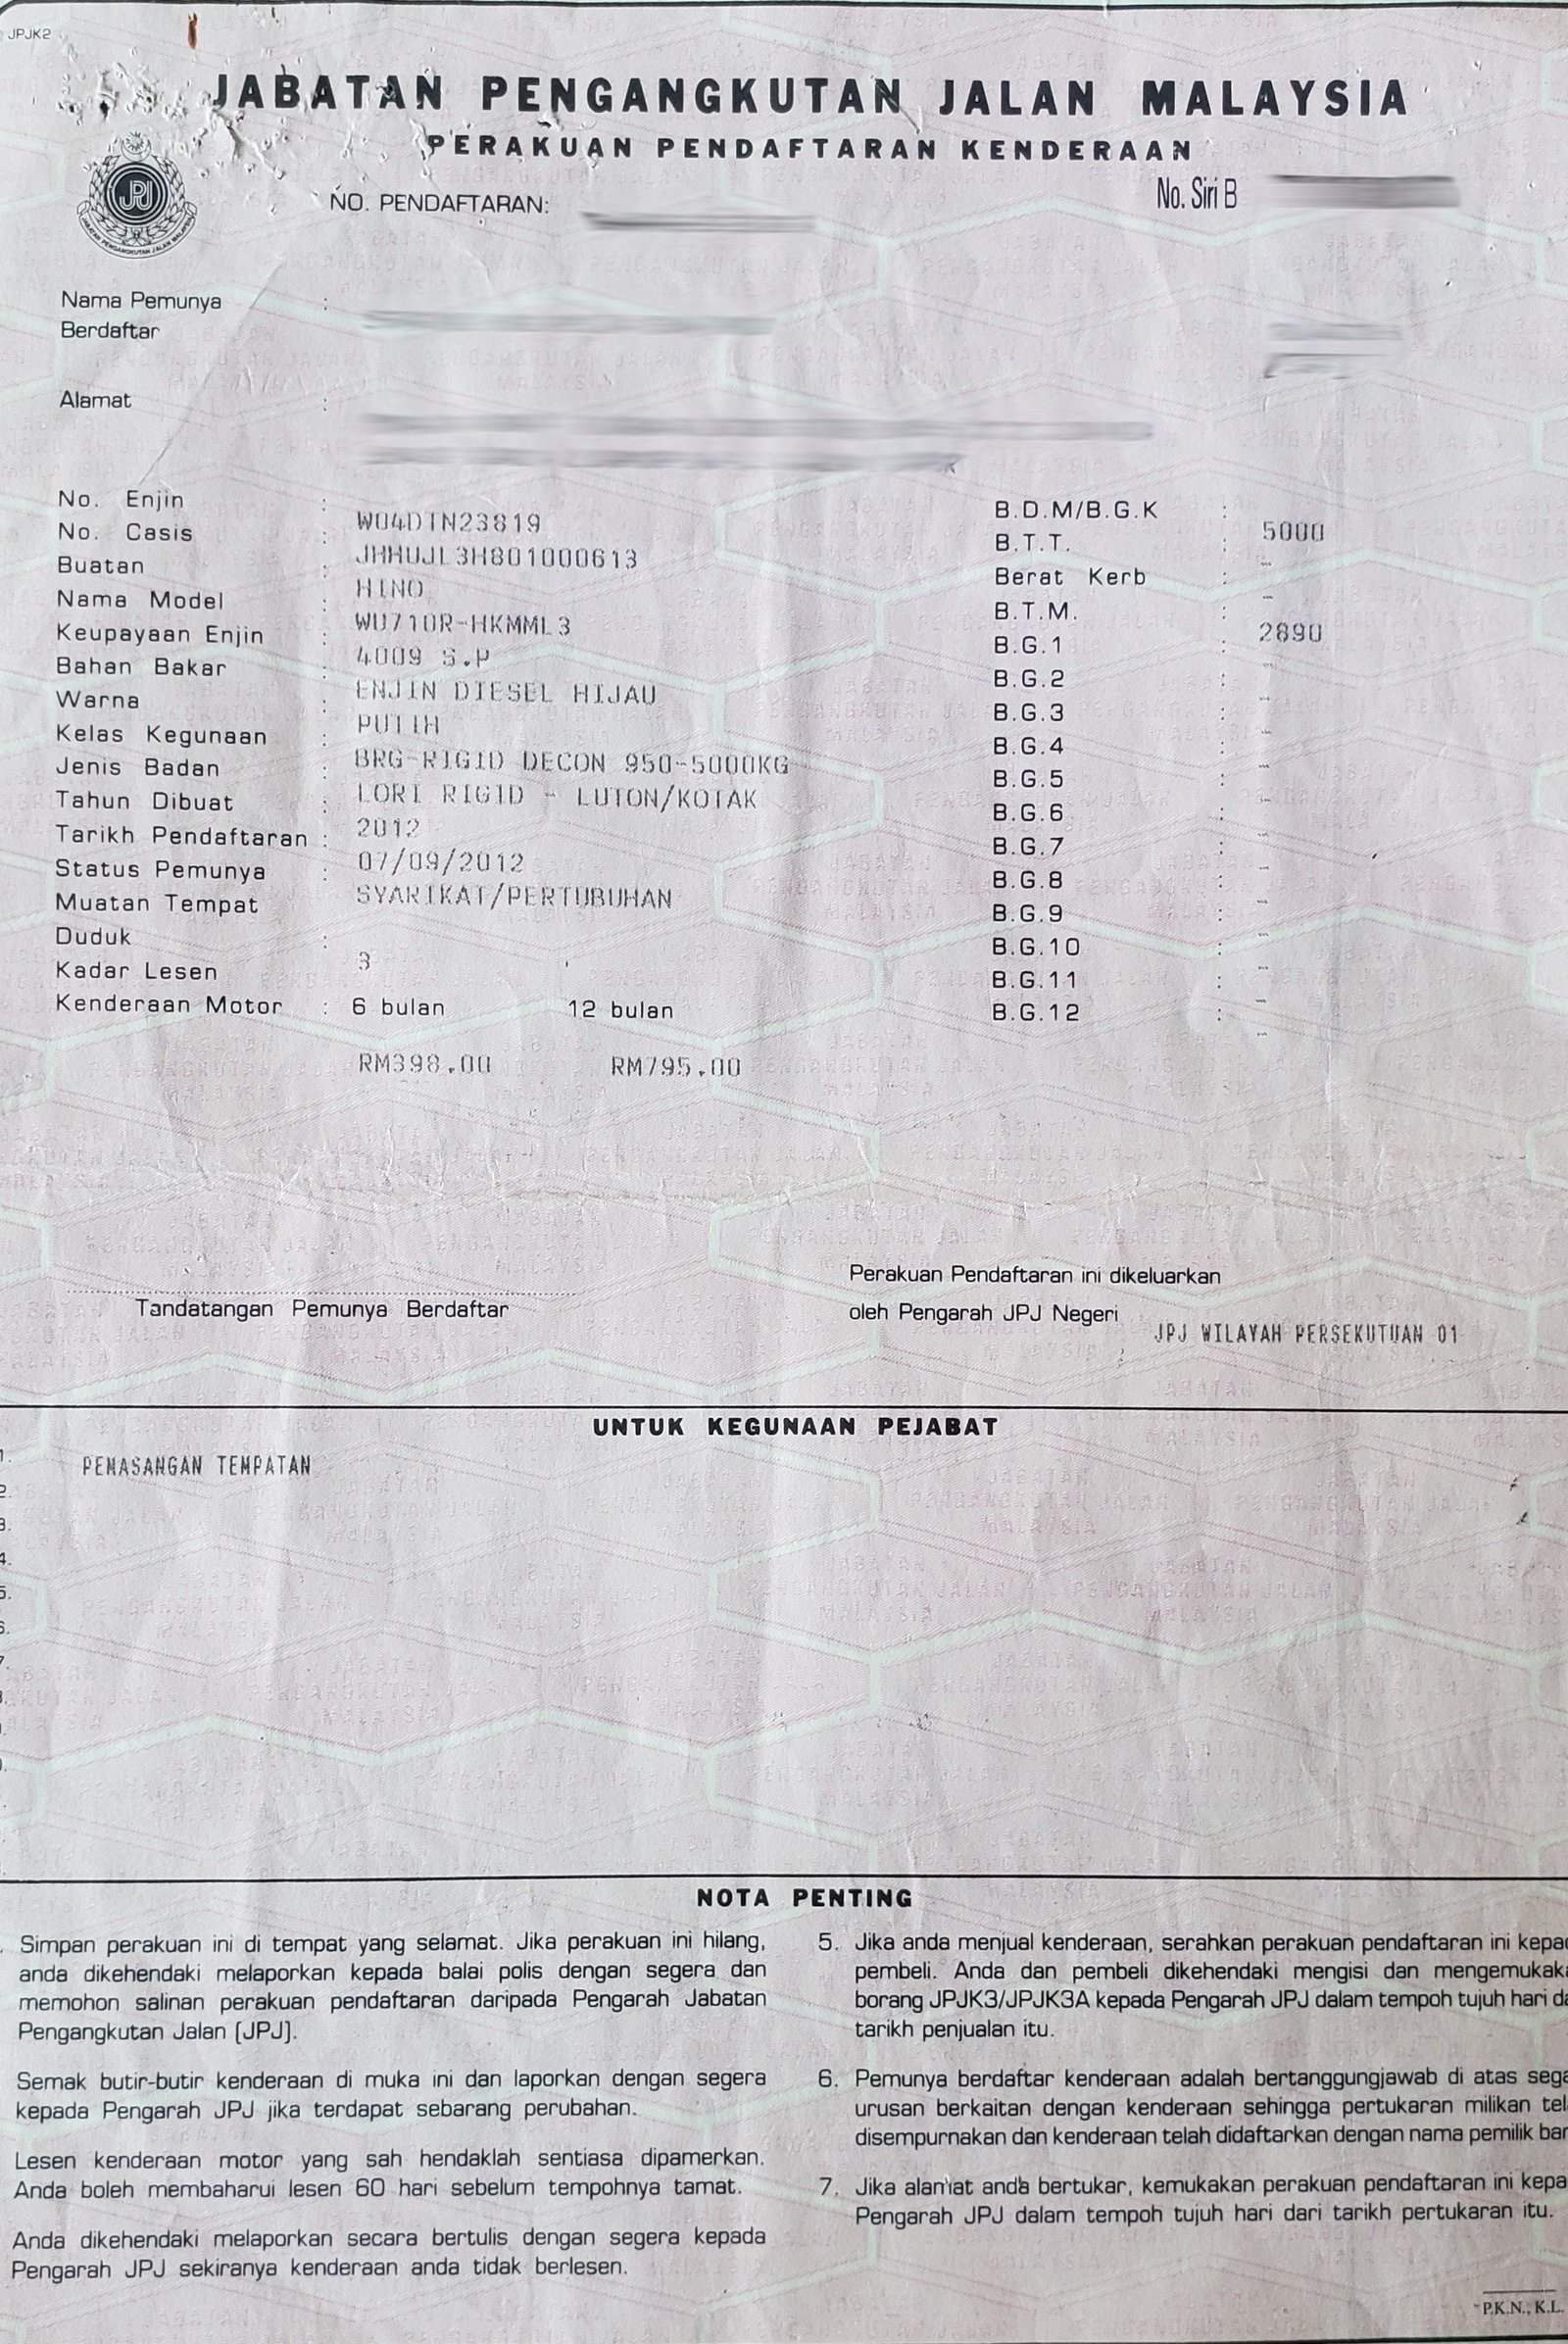 JPJK2
JABATAN PENGANGKUTAN JALAN MALAYSIA
PERAKUAN PENDAFTARAN KENDERAAN
NO. PENDAFTARAN:
No. Siri B
Nama Pemunya :
Berdaftar
Alamat :
No. Enjin : W04DTN23819
No. Casis : JHHUJL3H801000613
Buatan : HINO
Nama Model : WU710R-HKMML3
Keupayaan Enjin : 4009 S.P
Bahan Bakar : ENJIN DIESEL HIJAU
Warna : PUTIH
Kelas Kegunaan : BRG-RIGID DECON 950-5000KG
Jenis Badan : LORI RIGID - LUTON/KOTAK
Tahun Dibuat : 2012
Tarikh Pendaftaran : 07/09/2012
Status Pemunya : SYARIKAT/PERTUBUHAN
Muatan Tempat
Duduk : 3
Kadar Lesen
Kenderaan Motor : 6 bulan 12 bulan
RM398.00 RM795.00
B.D.M/B.G.K : 5000
B.T.T. : -
Berat Kerb : -
B.T.M. : 2890
B.G.1 : -
B.G.2 : -
B.G.3 : -
B.G.4 : -
B.G.5 : -
B.G.6 : -
B.G.7 : -
B.G.8 : -
B.G.9 : -
B.G.10 : -
B.G.11 : -
B.G.12 : -
Tandatangan Pemunya Berdaftar
Perakuan Pendaftaran ini dikeluarkan
oleh Pengarah JPJ Negeri JPJ WILAYAH PERSEKUTUAN 01
UNTUK KEGUNAAN PEJABAT
1. PEMASANGAN TEMPATAN
2.
3.
4.
5.
6.
7.
NOTA PENTING
Simpan perakuan ini di tempat yang selamat. Jika perakuan ini hilang,
anda dikehendaki melaporkan kepada balai polis dengan segera dan
memohon salinan perakuan pendaftaran daripada Pengarah Jabatan
Pengangkutan Jalan (JPJ).
Semak butir-butir kenderaan di muka ini dan laporkan dengan segera
kepada Pengarah JPJ jika terdapat sebarang perubahan.
Lesen kenderaan motor yang sah hendaklah sentiasa dipamerkan.
Anda boleh membaharui lesen 60 hari sebelum tempohnya tamat.
Anda dikehendaki melaporkan secara bertulis dengan segera kepada
Pengarah JPJ sekiranya kenderaan anda tidak berlesen.
5. Jika anda menjual kenderaan, serahkan perakuan pendaftaran ini kepad
pembeli. Anda dan pembeli dikehendaki mengisi dan mengemukaka
borang JPJK3/JPJK3A kepada Pengarah JPJ dalam tempoh tujuh hari da
tarikh penjualan itu.
6. Pemunya berdaftar kenderaan adalah bertanggungjawab di atas sega
urusan berkaitan dengan kenderaan sehingga pertukaran milikan tel
disempurnakan dan kenderaan telah didaftarkan dengan nama pemilik bar
7. Jika alamat anda bertukar, kemukakan perakuan pendaftaran ini kepa
Pengarah JPJ dalam tempoh tujuh hari dari tarikh pertukaran itu.
P.K.N., K.L.